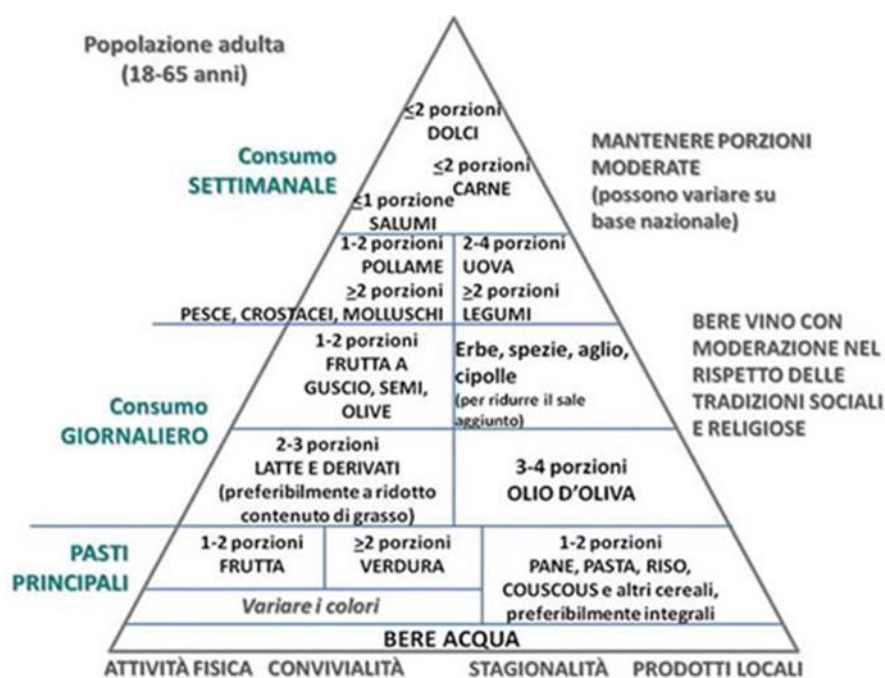 Popolazione adulta
(18-65 anni)
≤2 porzioni
DOLCI
Consumo
SETTIMANALE
≤2 porzioni
CARNE
≤1 porzione
SALUMI
MANTENERE PORZIONI
MODERATE
(possono variare su
base nazionale)
1-2 porzioni
POLLAME
2-4 porzioni
UOVA
≥2 porzioni
PESCE, CROSTACEI, MOLLUSCHI
≥2 porzioni
LEGUMI
BERE VINO CON
MODERAZIONE NEL
RISPETTO DELLE
TRADIZIONI SOCIALI
E RELIGIOSE
Consumo
GIORNALIERO
1-2 porzioni
FRUTTA A
GUSCIO, SEMI,
OLIVE
Erbe, spezie, aglio,
cipolle
(per ridurre il sale
aggiunto)
2-3 porzioni
LATTE E DERIVATI
(preferibilmente a ridotto
contenuto di grasso)
3-4 porzioni
OLIO D'OLIVA
PASTI
PRINCIPALI
1-2 porzioni
FRUTTA
≥2 porzioni
VERDURA
Variare i colori
1-2 porzioni
PANE, PASTA, RISO,
COUSCOUS e altri cereali,
preferibilmente integrali
BERE ACQUA
ATTIVITÀ FISICA CONVIVIALITÀ STAGIONALITÀ PRODOTTI LOCALI